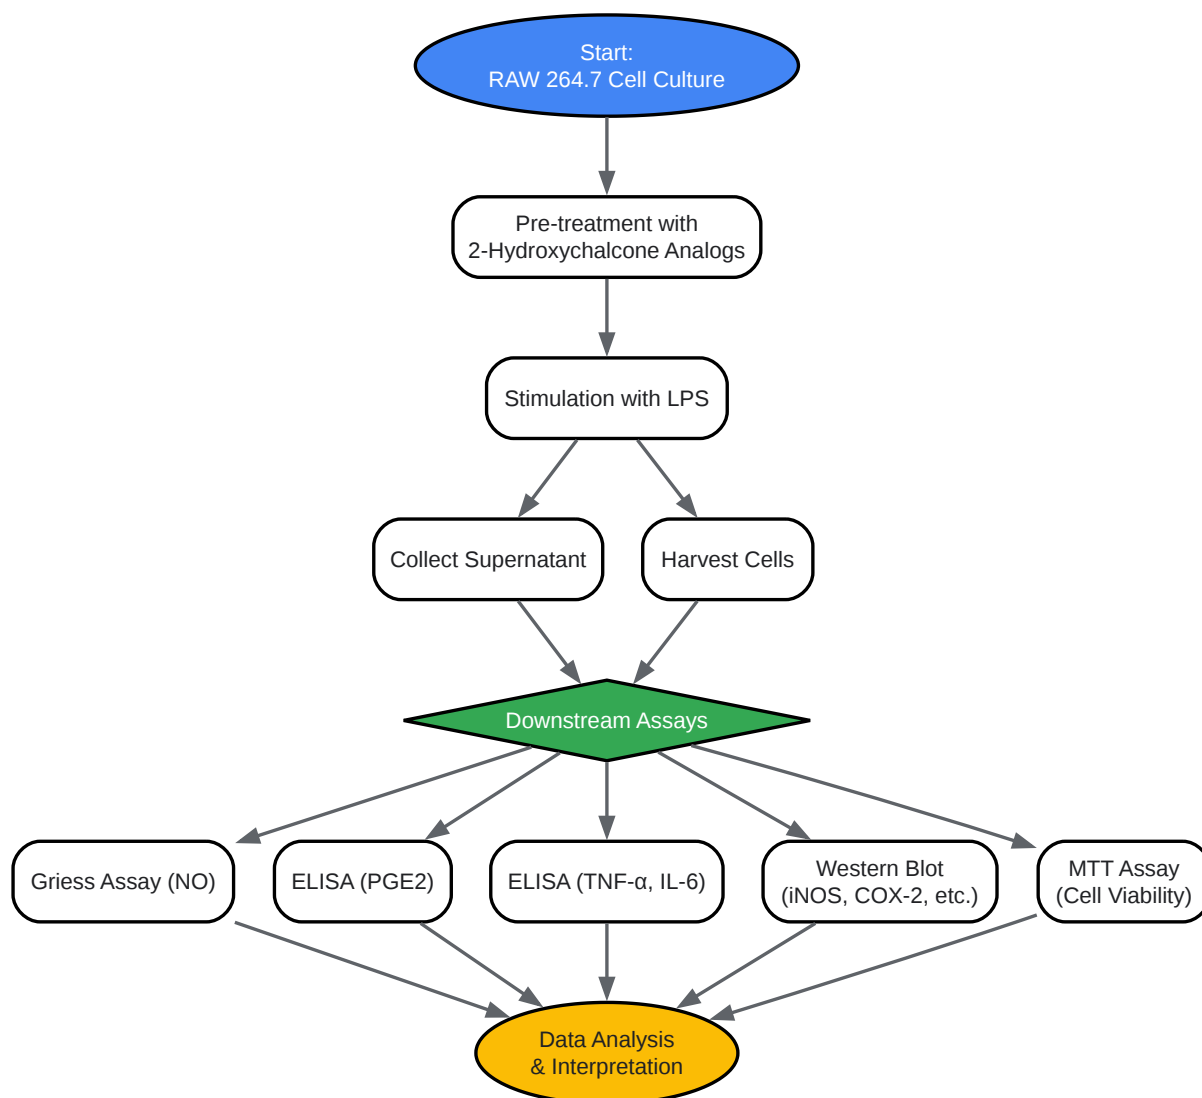 Start:
RAW 264.7 Cell Culture
Pre-treatment with
2-Hydroxychalcone Analogs
Stimulation with LPS
Collect Supernatant
Harvest Cells
Downstream Assays
Griess Assay (NO)
ELISA (PGE2)
ELISA (TNF-α, IL-6)
Western Blot
(iNOS, COX-2, etc.)
MTT Assay
(Cell Viability)
Data Analysis
& Interpretation